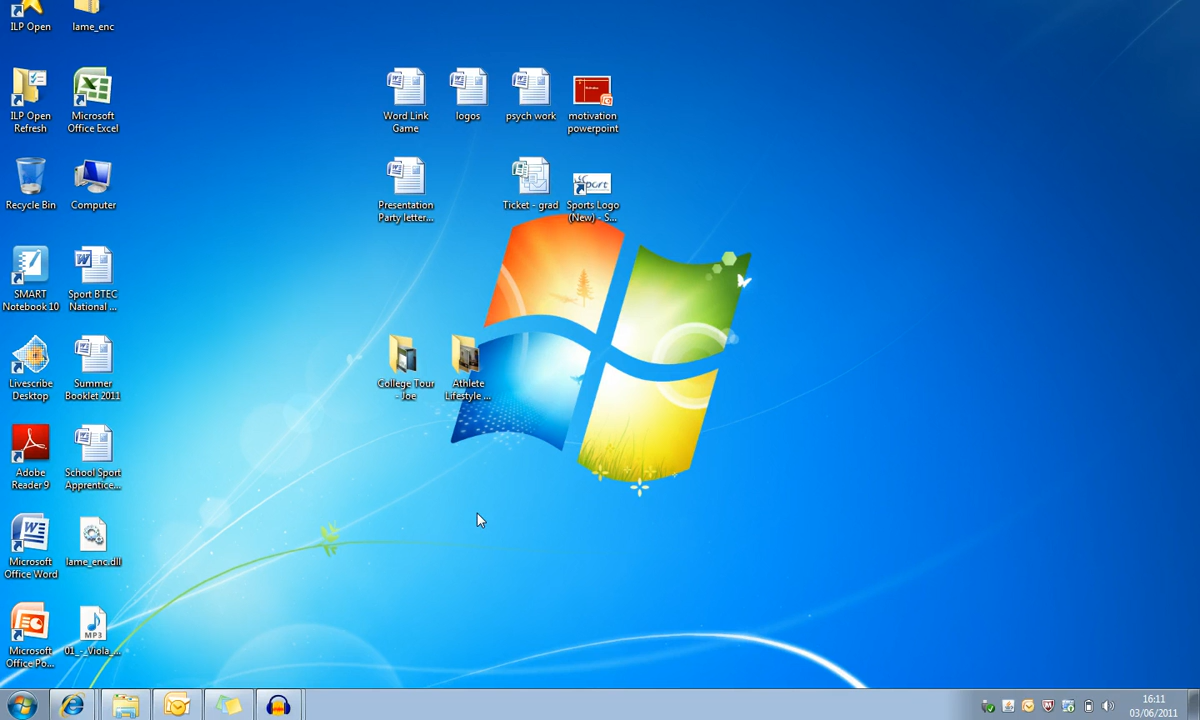 ILP Open
lame_enc
ILP Open
Refresh
Microsoft
Office Excel
Word Link
Game
logos
psych work
motivation
powerpoint
Recycle Bin
Computer
Presentation
Party letter...
Ticket - grad
Sports Logo
(New) - S...
SMART
Notebook 10
Sport BTEC
National ...
Livescribe
Desktop
Summer
Booklet 2011
College Tour
- Joe
Athlete
Lifestyle ...
Adobe
Reader 9
School Sport
Apprentice...
Microsoft
Office Word
lame_enc.dll
MP3
Microsoft
Office Po...
01_-_Viola_...
16:11
03/06/2011